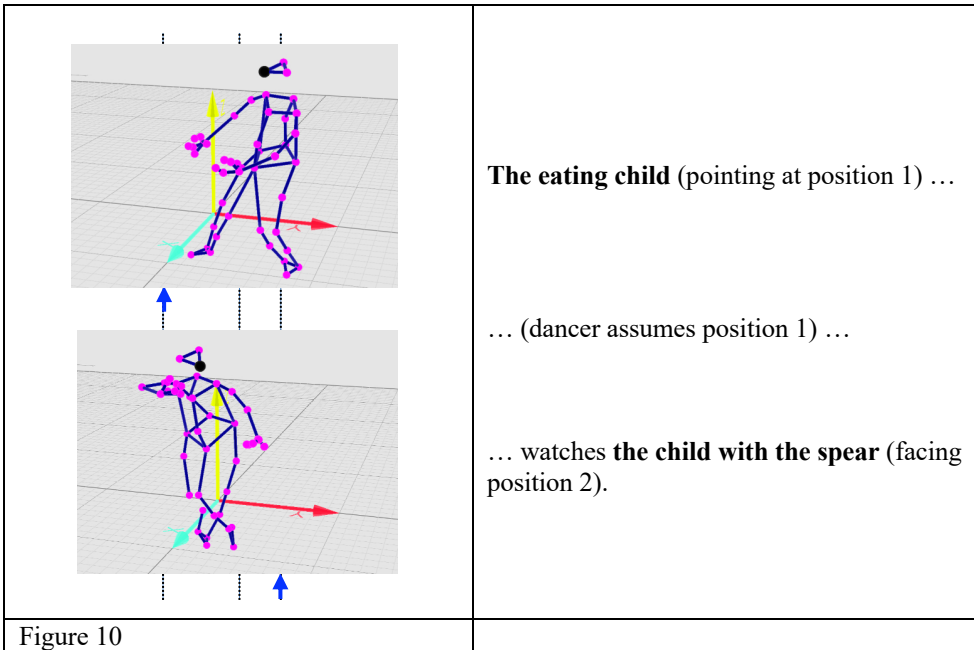 The eating child (pointing at position 1) …
… (dancer assumes position 1) …
… watches the child with the spear (facing
position 2).
Figure 10